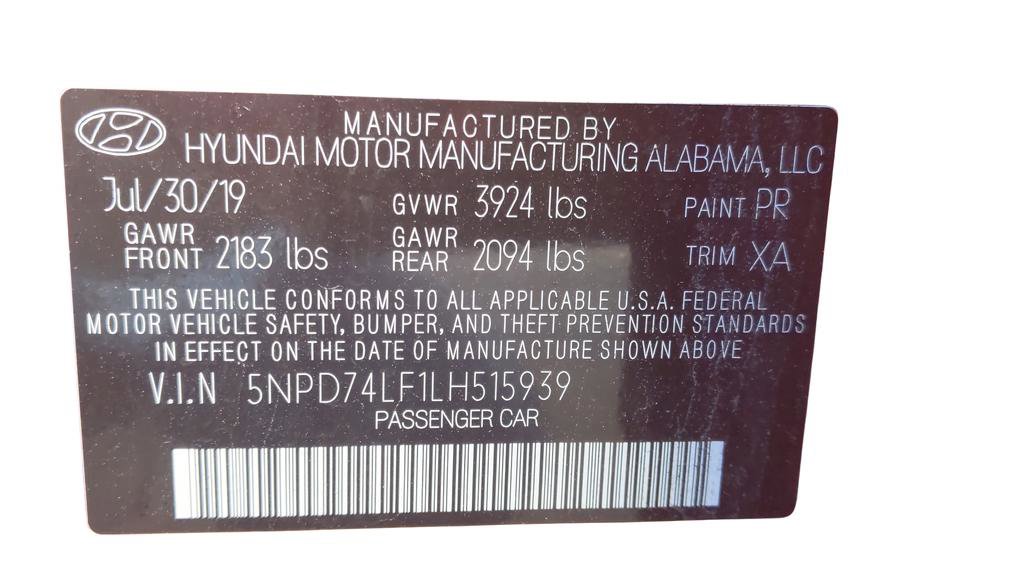 MANUFACTURED BY
HYUNDAI MOTOR MANUFACTURING ALABAMA, LLC
Jul/30/19 GVWR 3924 lbs PAINT PR
GAWR FRONT 2183 lbs GAWR REAR 2094 lbs TRIM XA
THIS VEHICLE CONFORMS TO ALL APPLICABLE U.S.A. FEDERAL
MOTOR VEHICLE SAFETY, BUMPER, AND THEFT PREVENTION STANDARDS
IN EFFECT ON THE DATE OF MANUFACTURE SHOWN ABOVE
V.I.N 5NPD74LF1LH515939
PASSENGER CAR